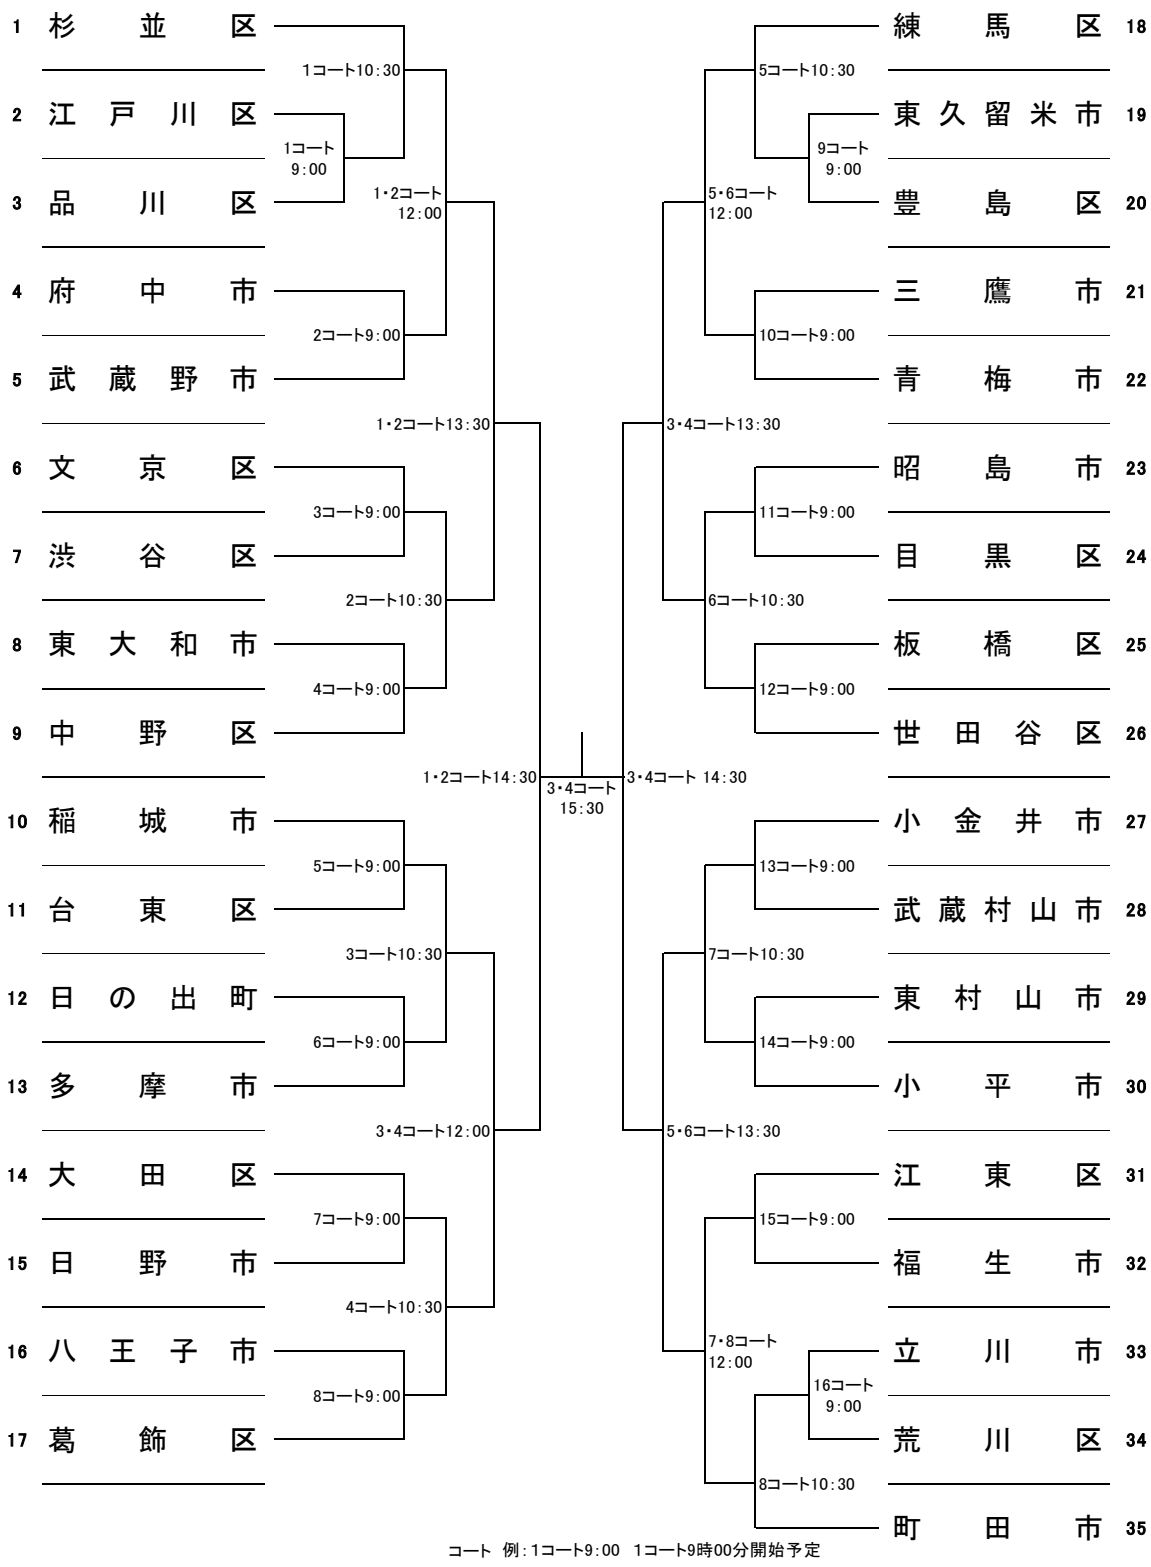 1 杉並区
1コート10:30
2 江戸川区
1コート
9:00
3 品川区
1・2コート
12:00
4 府中市
2コート9:00
5 武蔵野市
1・2コート13:30
6 文京区
3コート9:00
7 渋谷区
2コート10:30
8 東大和市
4コート9:00
9 中野区
1・2コート14:30
10 稲城市
5コート9:00
11 台東区
3コート10:30
12 日の出町
6コート9:00
13 多摩市
3・4コート12:00
14 大田区
7コート9:00
15 日野市
4コート10:30
16 八王子市
8コート9:00
17 葛飾区
3・4コート
15:30
練馬区 18
5コート10:30
東久留米市 19
9コート
9:00
豊島区 20
5・6コート
12:00
三鷹市 21
10コート9:00
青梅市 22
3・4コート13:30
昭島市 23
11コート9:00
目黒区 24
6コート10:30
板橋区 25
12コート9:00
世田谷区 26
3・4コート 14:30
小金井市 27
13コート9:00
武蔵村山市 28
7コート10:30
東村山市 29
14コート9:00
小平市 30
5・6コート13:30
江東区 31
15コート9:00
福生市 32
7・8コート
12:00
立川市 33
16コート
9:00
荒川区 34
8コート10:30
町田市 35
コート 例:1コート9:00 1コート9時00分開始予定